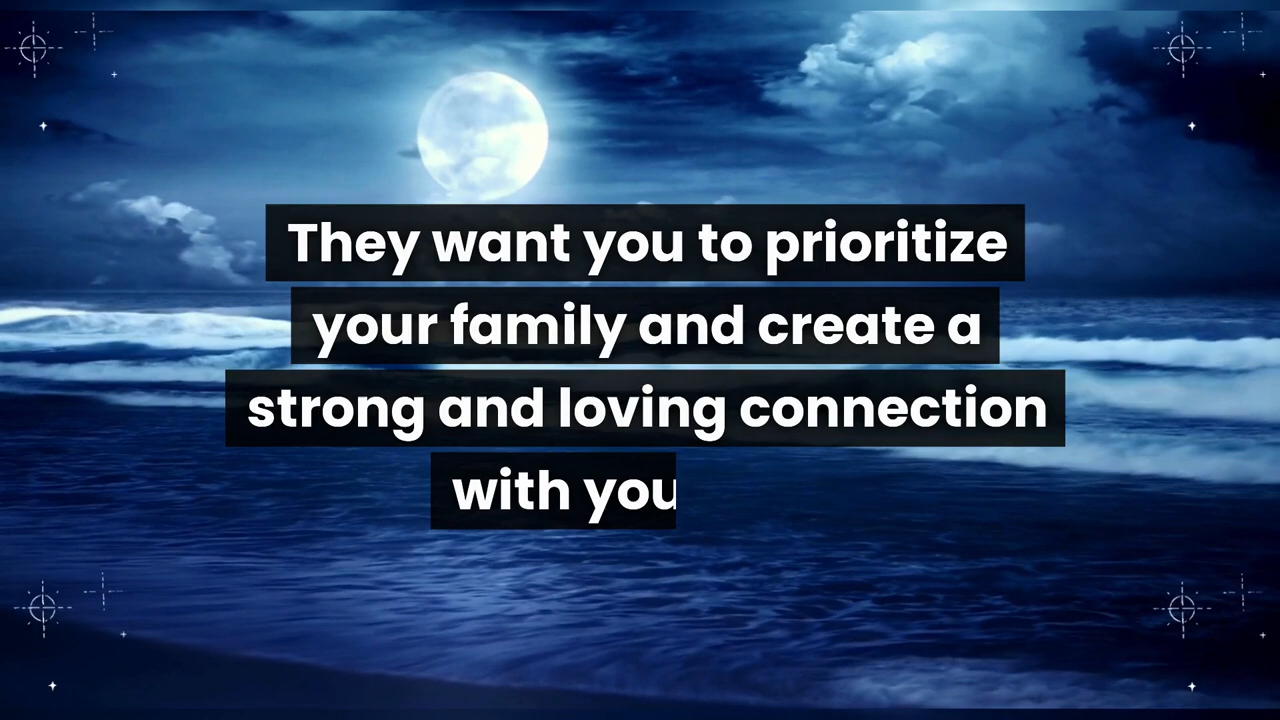 They want you to prioritize
your family and create a
strong and loving connection
with you